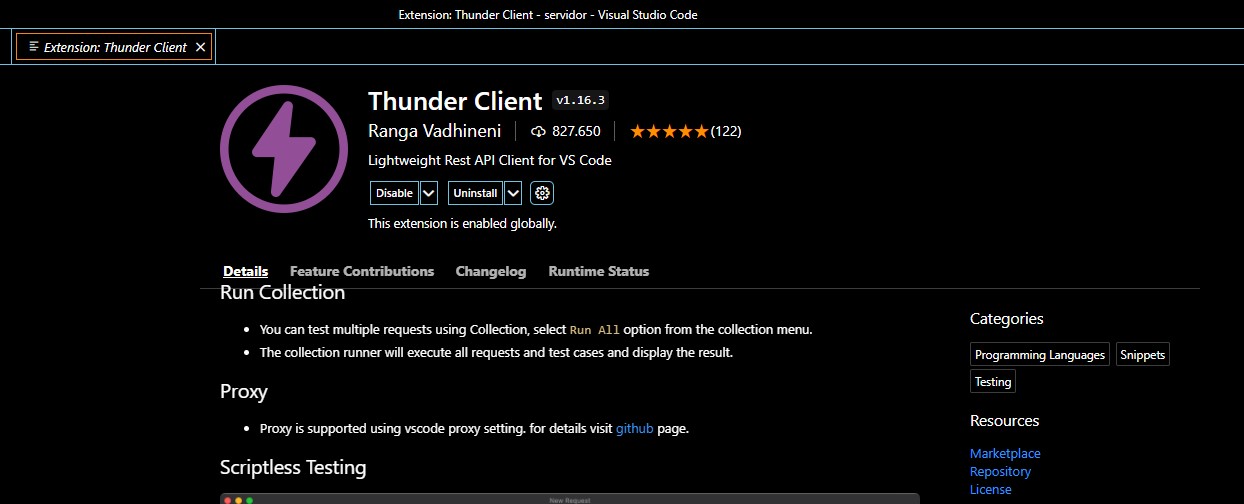 Extension: Thunder Client - servidor - Visual Studio Code
Extension: Thunder Client
Thunder Client v1.16.3
Ranga Vadhineni 827.650 (122)
Lightweight Rest API Client for VS Code
Disable Uninstall
This extension is enabled globally.
Details Feature Contributions Changelog Runtime Status
Run Collection
You can test multiple requests using Collection, select Run All option from the collection menu.
The collection runner will execute all requests and test cases and display the result.
Proxy
Proxy is supported using vscode proxy setting. for details visit github page.
Scriptless Testing
New Request
Categories
Programming Languages Snippets
Testing
Resources
Marketplace
Repository
License